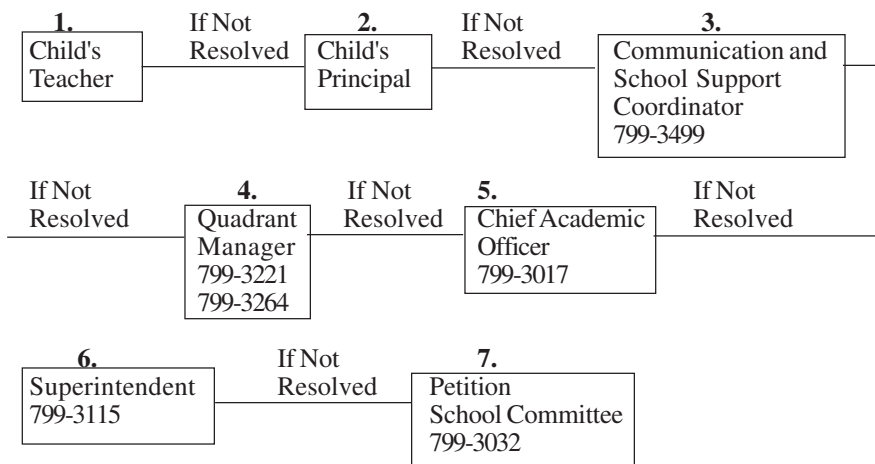 1.
Child's
Teacher
If Not
Resolved
2.
Child's
Principal
If Not
Resolved
3.
Communication and
School Support
Coordinator
799-3499
If Not
Resolved
4.
Quadrant
Manager
799-3221
799-3264
If Not
Resolved
5.
Chief Academic
Officer
799-3017
If Not
Resolved
6.
Superintendent
799-3115
If Not
Resolved
7.
Petition
School Committee
799-3032